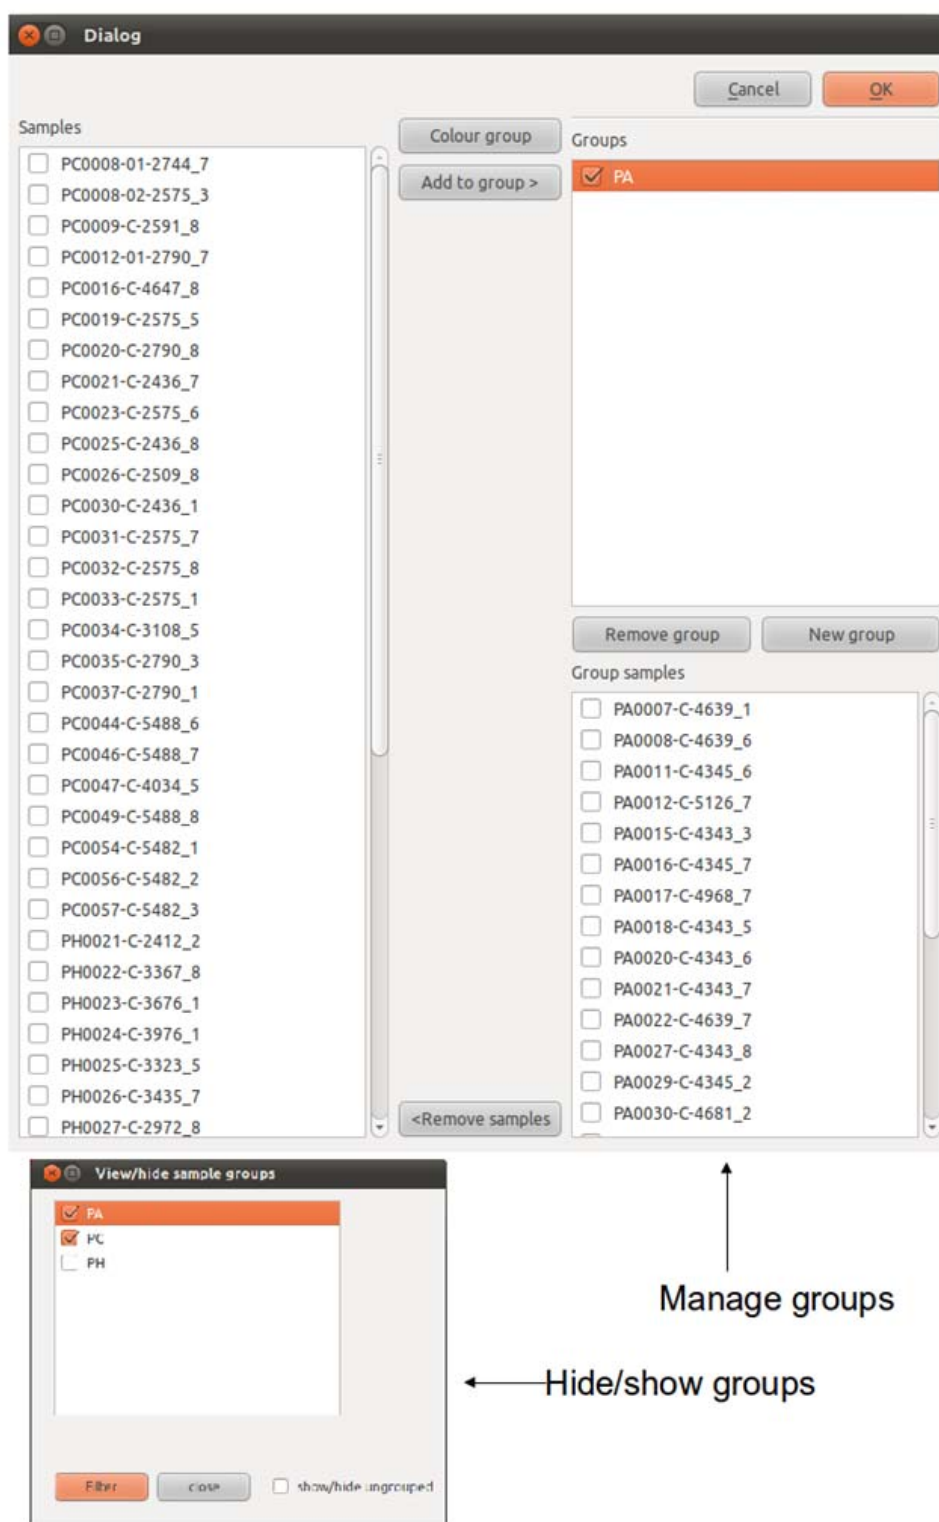 Dialog
Cancel
OK
Samples
PC0008-01-2744_7
PC0008-02-2575_3
PC0009-C-2591_8
PC0012-01-2790_7
PC0016-C-4647_8
PC0019-C-2575_5
PC0020-C-2790_8
PC0021-C-2436_7
PC0023-C-2575_6
PC0025-C-2436_8
PC0026-C-2509_8
PC0030-C-2436_1
PC0031-C-2575_7
PC0032-C-2575_8
PC0033-C-2575_1
PC0034-C-3108_5
PC0035-C-2790_3
PC0037-C-2790_1
PC0044-C-5488_6
PC0046-C-5488_7
PC0047-C-4034_5
PC0049-C-5488_8
PC0054-C-5482_1
PC0056-C-5482_2
PC0057-C-5482_3
PH0021-C-2412_2
PH0022-C-3367_8
PH0023-C-3676_1
PH0024-C-3976_1
PH0025-C-3323_5
PH0026-C-3435_7
PH0027-C-2972_8
Colour group
Add to group >
<Remove samples
Groups
PA
Remove group
New group
Group samples
PA0007-C-4639_1
PA0008-C-4639_6
PA0011-C-4345_6
PA0012-C-5126_7
PA0015-C-4343_3
PA0016-C-4345_7
PA0017-C-4968_7
PA0018-C-4343_5
PA0020-C-4343_6
PA0021-C-4343_7
PA0022-C-4639_7
PA0027-C-4343_8
PA0029-C-4345_2
PA0030-C-4681_2
View/hide sample groups
PA
PC
PH
Filter
close
show/hide ungrouped
Manage groups
Hide/show groups